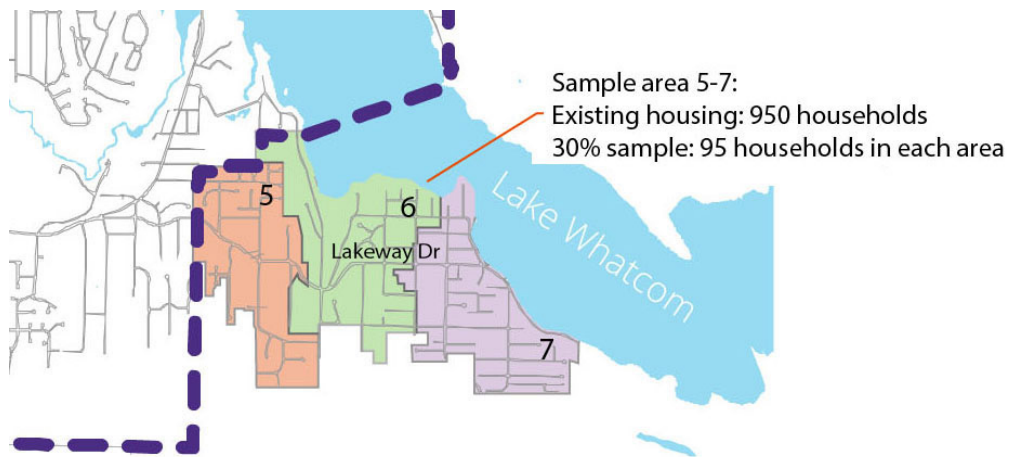 Sample area 5-7:
Existing housing: 950 households
30% sample: 95 households in each area
5
6
Lakeway Dr
7
Lake Whatcom